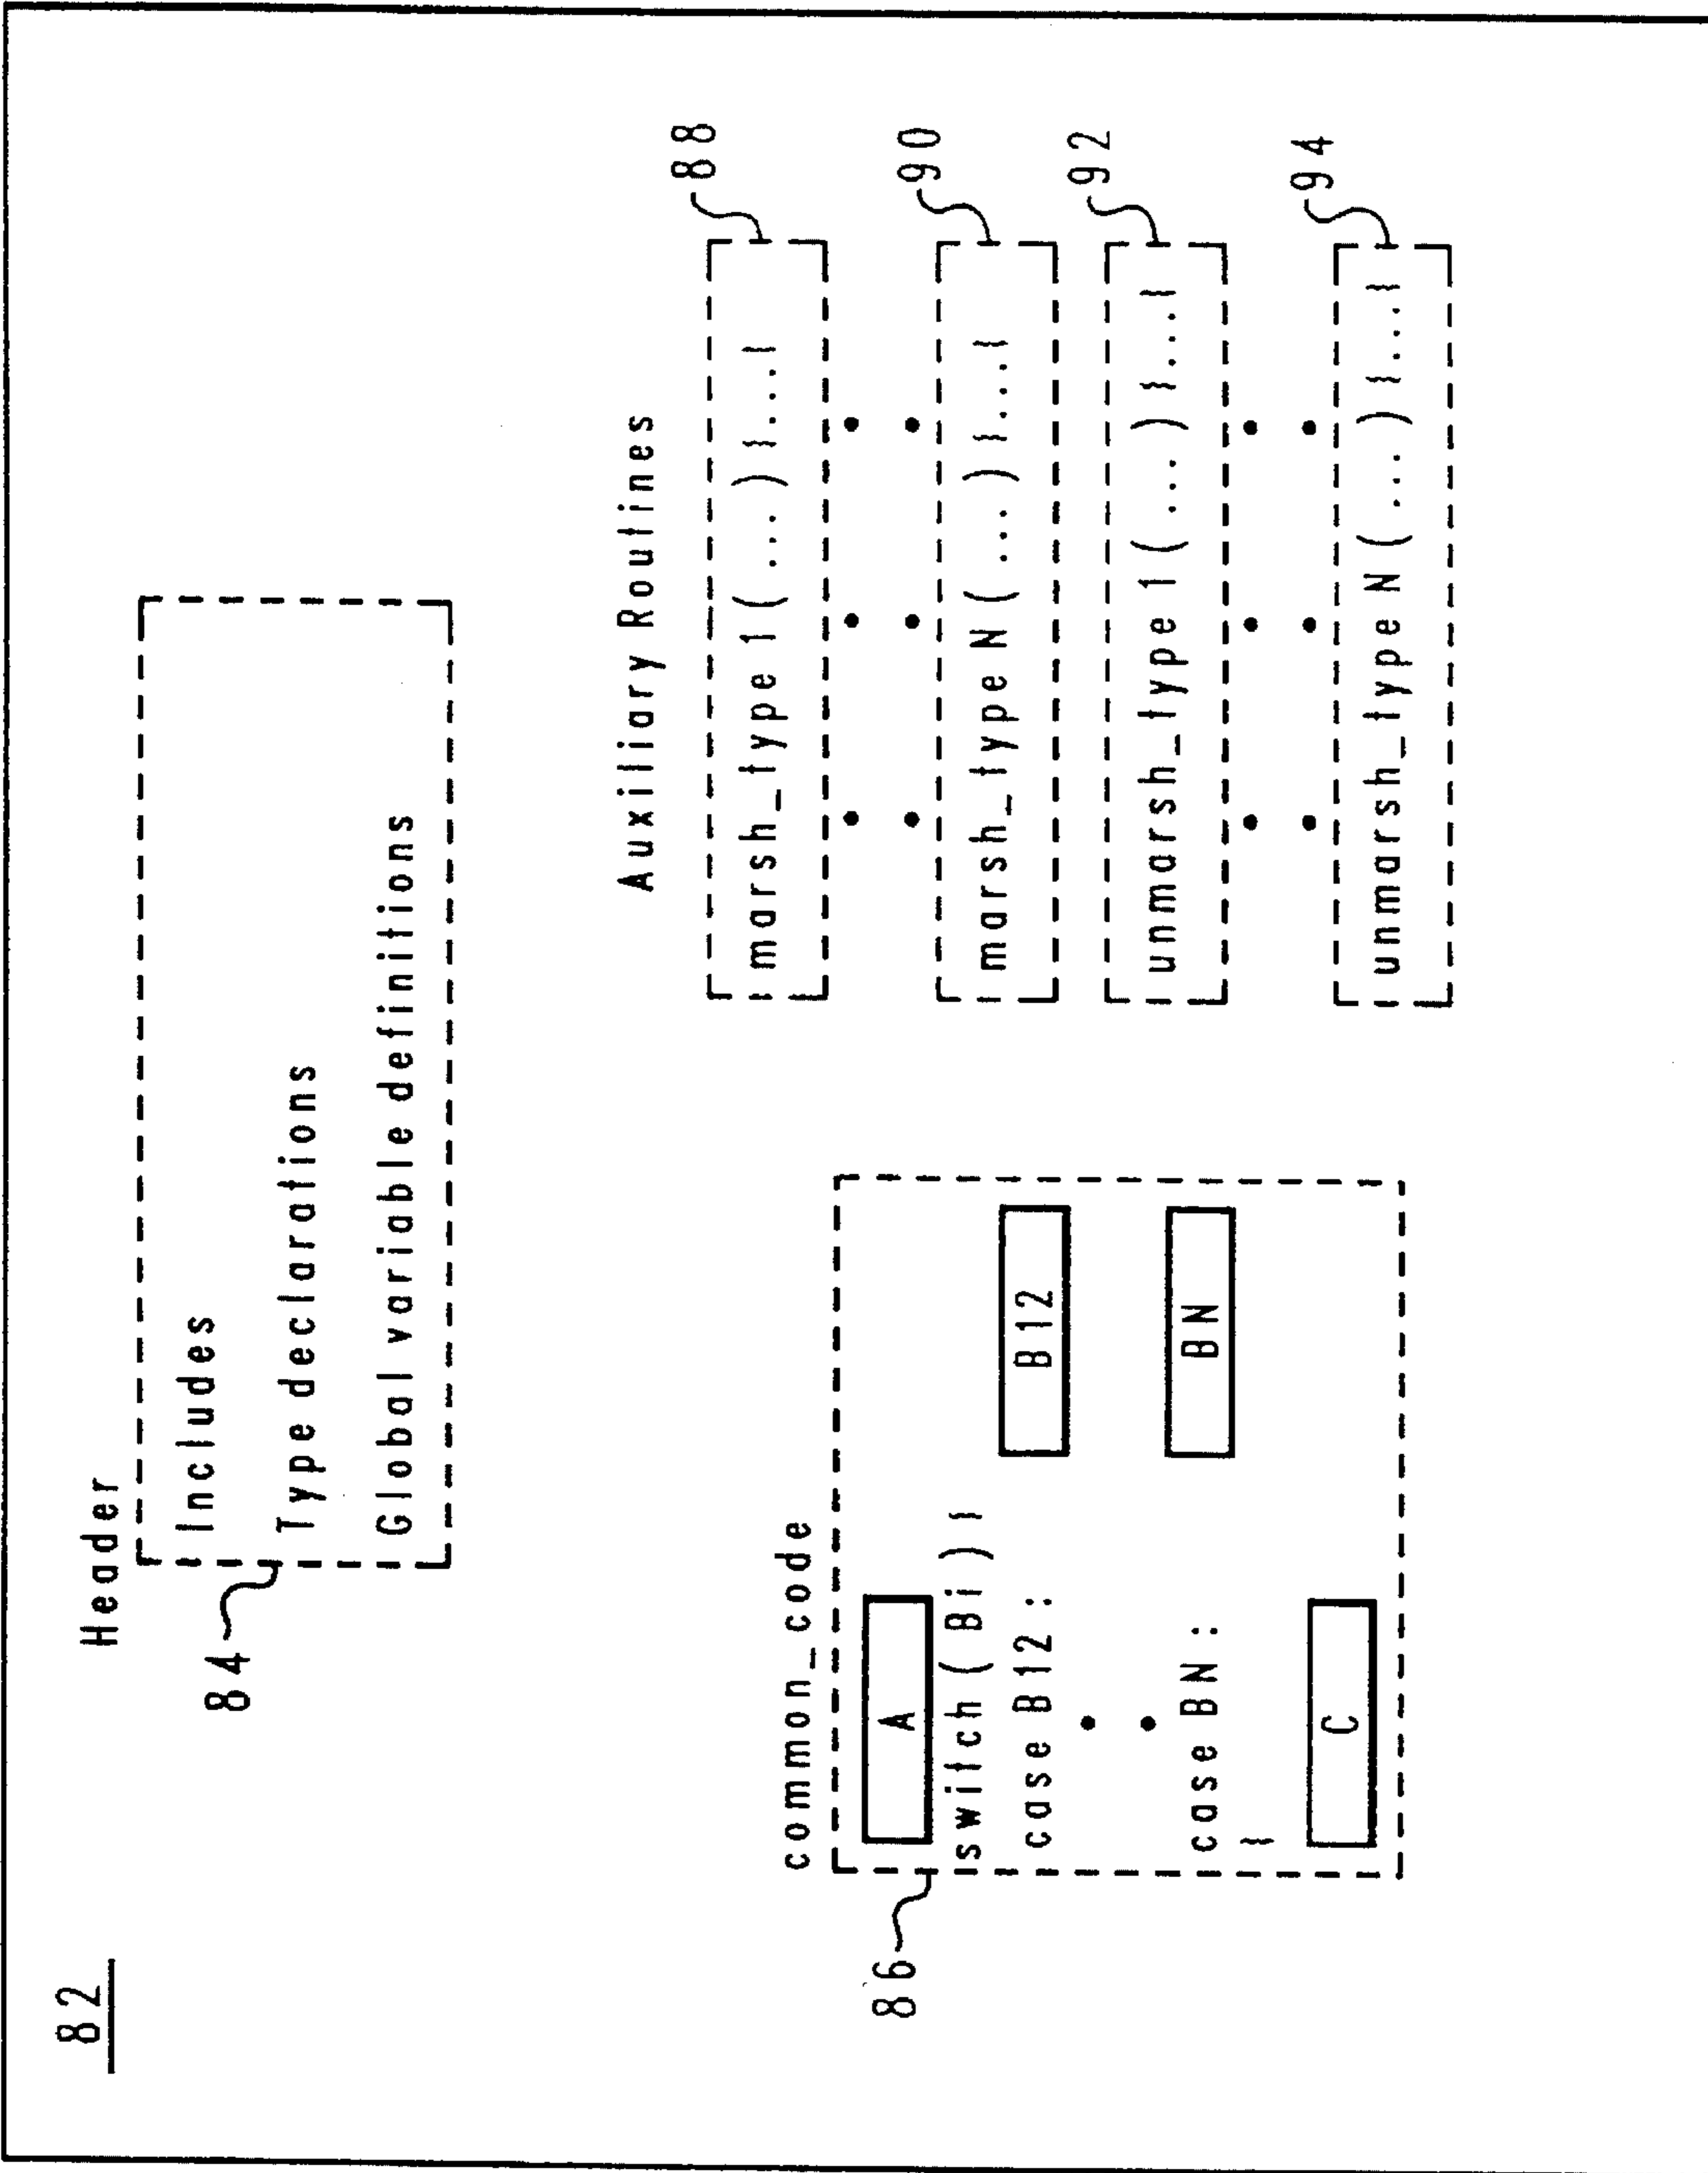 82
Header
84
Includes
Type declarations
Global variable definitions
common_code
86
A
switch (Bi) }
case B12: B12
case BN: BN
}
C
Auxiliary Routines
marsh_type1(...)}...{ 88
marsh_typeN(...)}...{ 90
unmarsh_type1(...)}...{ 92
unmarsh_typeN(...)}...{ 94